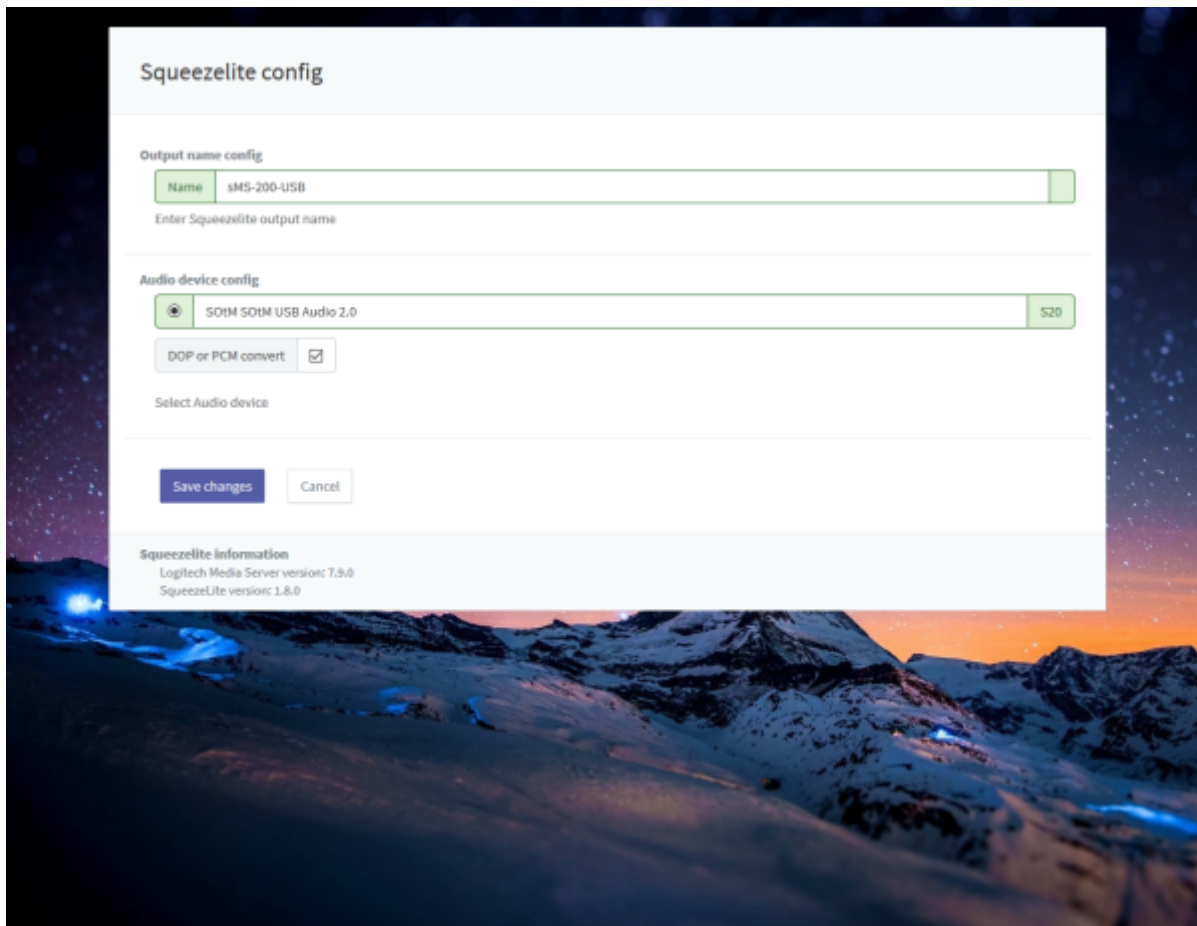 Squeezelite config
Output name config
Name sMS-200-USB
Enter Squeezelite output name
Audio device config
SOtM SOtM USB Audio 2.0 S20
DOP or PCM convert
Select Audio device
Save changes Cancel
Squeezelite information
Logitech Media Server version: 7.9.0
SqueezeLite version: 1.8.0